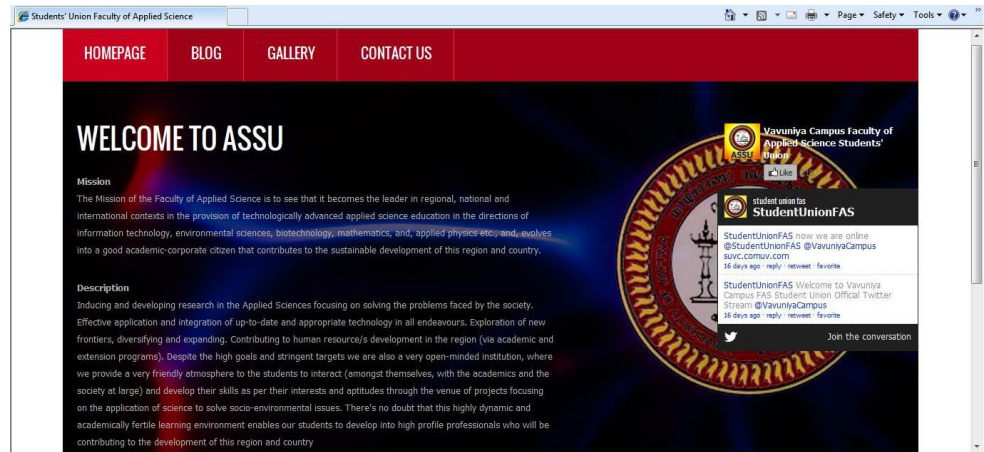 Students' Union Faculty of Applied Science
Page Safety Tools
HOMEPAGE BLOG GALLERY CONTACT US
WELCOME TO ASSU
Mission
The Mission of the Faculty of Applied Science is to see that it becomes the leader in regional, national and
international contexts in the provision of technologically advanced applied science education in the directions of
information technology, environmental sciences, biotechnology, mathematics, and, applied physics etc., and, evolves
into a good academic-corporate citizen that contributes to the sustainable development of this region and country.
Description
Inducing and developing research in the Applied Sciences focusing on solving the problems faced by the society.
Effective application and integration of up-to-date and appropriate technology in all endeavours. Exploration of new
frontiers, diversifying and expanding. Contributing to human resource/s development in the region (via academic and
extension programs). Despite the high goals and stringent targets we are also a very open-minded institution, where
we provide a very friendly atmosphere to the students to interact (amongst themselves, with the academics and the
society at large) and develop their skills as per their interests and aptitudes through the venue of projects focusing
on the application of science to solve socio-environmental issues. There's no doubt that this highly dynamic and
academically fertile learning environment enables our students to develop into high profile professionals who will be
contributing to the development of this region and country
ASSU
Vavuniya Campus Faculty of
Applied Science Students'
Union
Like
student union fas
StudentUnionFAS
StudentUnionFAS now we are online
@StudentUnionFAS @VavuniyaCampus
suvc.comuv.com
16 days ago · reply · retweet · favorite
StudentUnionFAS Welcome to Vavuniya
Campus FAS Student Union Official Twitter
Stream @VavuniyaCampus
16 days ago · reply · retweet · favorite
Join the conversation